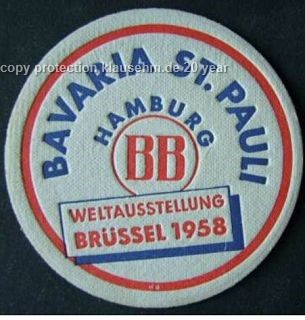 copy protection klausehm.de 20 year
BAVARIA ST. PAULI
HAMBURG
BB
WELTAUSSTELLUNG
BRÜSSEL 1958